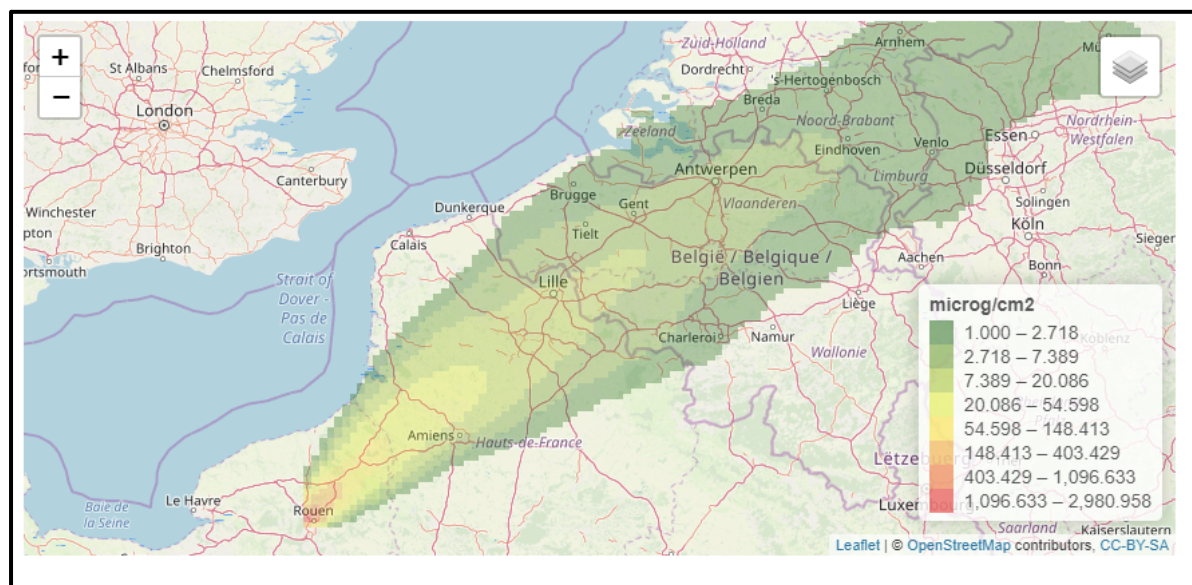 +
−
St Albans
Chelmsford
London
Canterbury
Winchester
Brighton
Strait of
Dover -
Pas de
Calais
Le Havre
Baie de
la Seine
Rouen
Amiens
Hauts-de-France
Calais
Dunkerque
Brugge
Gent
Tielt
Lille
Zuid-Holland
Dordrecht
's-Hertogenbosch
Arnhem
Breda
Zeeland
Noord-Brabant
Eindhoven
Venlo
Antwerpen
Vlaanderen
Limburg
België / Belgique /
Belgien
Charleroi
Namur
Liège
Wallonie
Aachen
Essen
Düsseldorf
Solingen
Köln
Bonn
Nordrhein-
Westfalen
microg/cm2
1.000 – 2.718
2.718 – 7.389
7.389 – 20.086
20.086 – 54.598
54.598 – 148.413
148.413 – 403.429
403.429 – 1,096.633
1,096.633 – 2,980.958
Koblenz
Saarland
Kaiserslautern
Leaflet | © OpenStreetMap contributors, CC-BY-SA